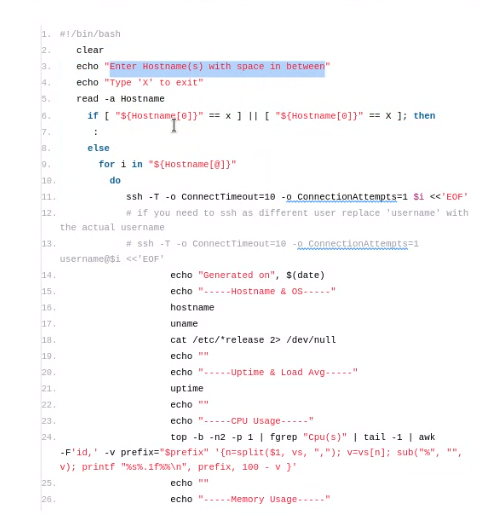 1. #!/bin/bash
2. clear
3. echo "Enter Hostname(s) with space in between"
4. echo "Type 'X' to exit"
5. read -a Hostname
6. if [ "${Hostname[0]}" == x ] || [ "${Hostname[0]}" == X ]; then
7. :
8. else
9. for i in "${Hostname[@]}"
10. do
11. ssh -T -o ConnectTimeout=10 -o ConnectionAttempts=1 $i <<'EOF'
12. # if you need to ssh as different user replace 'username' with
the actual username
13. # ssh -T -o ConnectTimeout=10 -o ConnectionAttempts=1
username@$i <<'EOF'
14. echo "Generated on", $(date)
15. echo "-----Hostname & OS-----"
16. hostname
17. uname
18. cat /etc/*release 2> /dev/null
19. echo ""
20. echo "-----Uptime & Load Avg-----"
21. uptime
22. echo ""
23. echo "-----CPU Usage-----"
24. top -b -n2 -p 1 | fgrep "Cpu(s)" | tail -1 | awk
-F'id,' -v prefix="$prefix" '{n=split($1, vs, ","); v=vs[n]; sub("%", "",
v); printf "%s%.1f%%\n", prefix, 100 - v }'
25. echo ""
26. echo "-----Memory Usage-----"